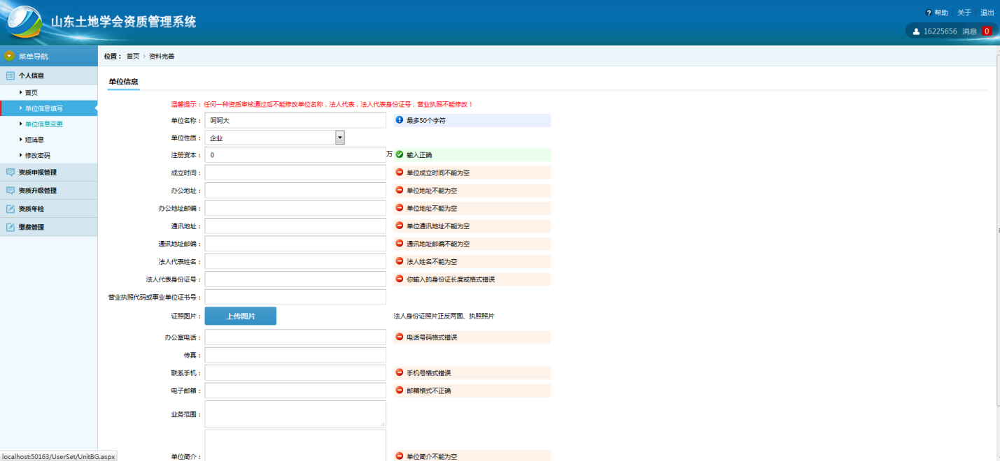 山东土地学会资质管理系统
帮助 关于 退出
16225656 消息 0
菜单导航
位置： 首页 › 资料完善
个人信息
首页
单位信息填写
单位信息变更
短消息
修改密码
资质申报管理
资质升级管理
资质年检
缴费管理
单位信息
温馨提示：任何一种资质审核通过后不能修改单位名称，法人代表，法人代表身份证号，营业执照不能修改！
单位名称： 呵呵大 最多50个字符
单位性质： 企业
注册资本： 0 万 输入正确
成立时间： 单位成立时间不能为空
办公地址： 单位地址不能为空
办公地址邮编： 单位地址不能为空
通讯地址： 单位通讯地址不能为空
通讯地址邮编： 通讯地址邮编不能为空
法人代表姓名： 法人姓名不能为空
法人代表身份证号： 你输入的身份证长度或格式错误
营业执照代码或事业单位证书号：
证照图片： 上传图片 法人身份证照片正反两面、执照照片
办公室电话： 电话号码格式错误
传真：
联系手机： 手机号格式错误
电子邮箱： 邮箱格式不正确
业务范围：
单位简介： 单位简介不能为空
localhost:50163/UserSet/UnitBG.aspx